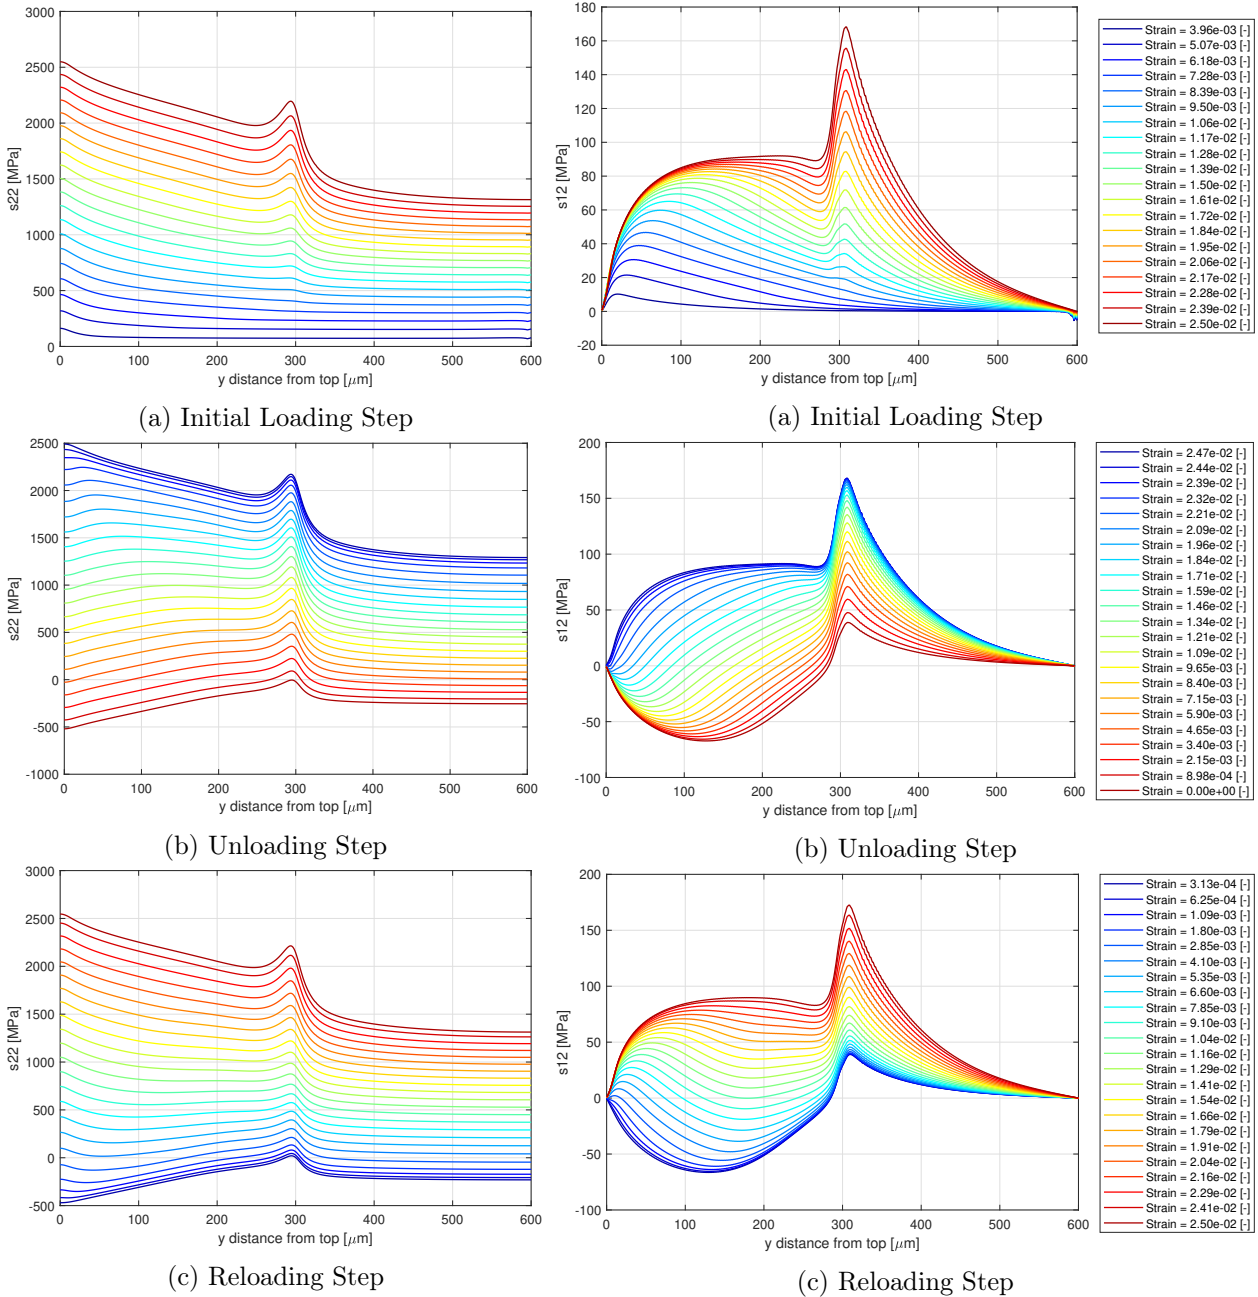 3000
2500
2000
1500
1000
500
0
s22 [MPa]
0 100 200 300 400 500 600
y distance from top [μm]
(a) Initial Loading Step
180
160
140
120
100
80
60
40
20
0
-20
s12 [MPa]
0 100 200 300 400 500 600
y distance from top [μm]
(a) Initial Loading Step
Strain = 3.96e-03 [-]
Strain = 5.07e-03 [-]
Strain = 6.18e-03 [-]
Strain = 7.28e-03 [-]
Strain = 8.39e-03 [-]
Strain = 9.50e-03 [-]
Strain = 1.06e-02 [-]
Strain = 1.17e-02 [-]
Strain = 1.28e-02 [-]
Strain = 1.39e-02 [-]
Strain = 1.50e-02 [-]
Strain = 1.61e-02 [-]
Strain = 1.72e-02 [-]
Strain = 1.84e-02 [-]
Strain = 1.95e-02 [-]
Strain = 2.06e-02 [-]
Strain = 2.17e-02 [-]
Strain = 2.28e-02 [-]
Strain = 2.39e-02 [-]
Strain = 2.50e-02 [-]
2500
2000
1500
1000
500
0
-500
-1000
s22 [MPa]
0 100 200 300 400 500 600
y distance from top [μm]
(b) Unloading Step
200
150
100
50
0
-50
-100
s12 [MPa]
0 100 200 300 400 500 600
y distance from top [μm]
(b) Unloading Step
Strain = 2.47e-02 [-]
Strain = 2.44e-02 [-]
Strain = 2.39e-02 [-]
Strain = 2.32e-02 [-]
Strain = 2.21e-02 [-]
Strain = 2.09e-02 [-]
Strain = 1.96e-02 [-]
Strain = 1.84e-02 [-]
Strain = 1.71e-02 [-]
Strain = 1.59e-02 [-]
Strain = 1.46e-02 [-]
Strain = 1.34e-02 [-]
Strain = 1.21e-02 [-]
Strain = 1.09e-02 [-]
Strain = 9.65e-03 [-]
Strain = 8.40e-03 [-]
Strain = 7.15e-03 [-]
Strain = 5.90e-03 [-]
Strain = 4.65e-03 [-]
Strain = 3.40e-03 [-]
Strain = 2.15e-03 [-]
Strain = 8.98e-04 [-]
Strain = 0.00e+00 [-]
3000
2500
2000
1500
1000
500
0
-500
s22 [MPa]
0 100 200 300 400 500 600
y distance from top [μm]
(c) Reloading Step
200
150
100
50
0
-50
-100
s12 [MPa]
0 100 200 300 400 500 600
y distance from top [μm]
(c) Reloading Step
Strain = 3.13e-04 [-]
Strain = 6.25e-04 [-]
Strain = 1.09e-03 [-]
Strain = 1.80e-03 [-]
Strain = 2.85e-03 [-]
Strain = 4.10e-03 [-]
Strain = 5.35e-03 [-]
Strain = 6.60e-03 [-]
Strain = 7.85e-03 [-]
Strain = 9.10e-03 [-]
Strain = 1.04e-02 [-]
Strain = 1.16e-02 [-]
Strain = 1.29e-02 [-]
Strain = 1.41e-02 [-]
Strain = 1.54e-02 [-]
Strain = 1.66e-02 [-]
Strain = 1.79e-02 [-]
Strain = 1.91e-02 [-]
Strain = 2.04e-02 [-]
Strain = 2.16e-02 [-]
Strain = 2.29e-02 [-]
Strain = 2.41e-02 [-]
Strain = 2.50e-02 [-]